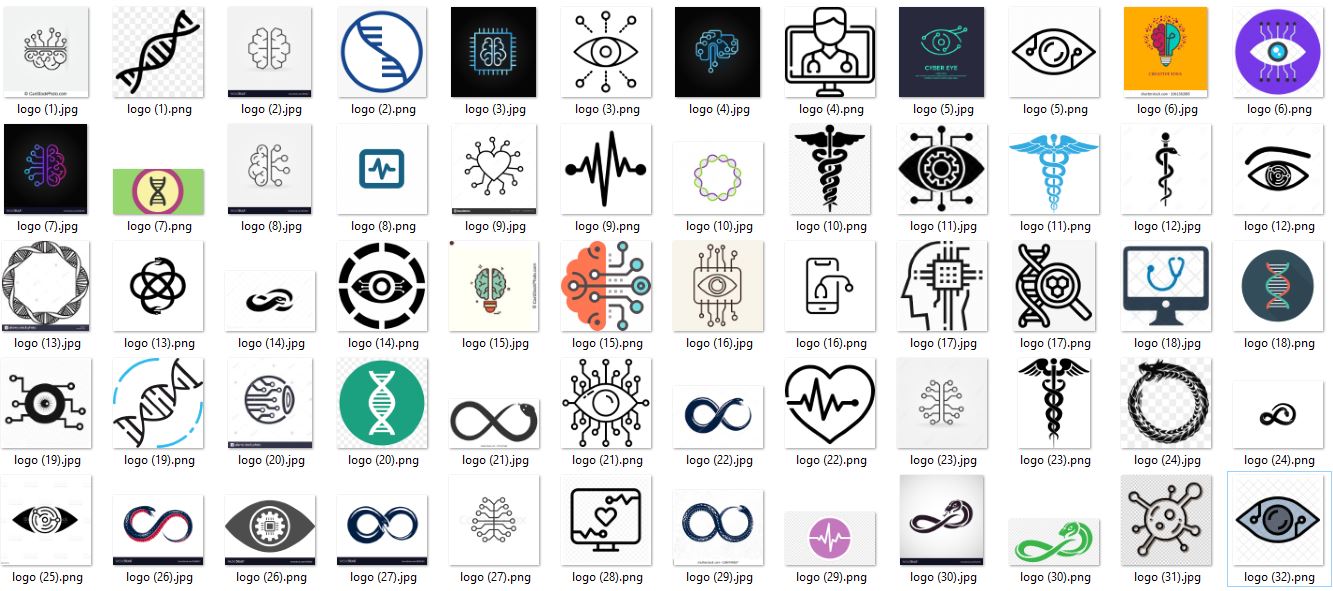 © CanStockPhoto.com
CYBER EYE
CREATIVE IDEA
logo (1).jpg
logo (1).png
logo (2).jpg
logo (2).png
logo (3).jpg
logo (3).png
logo (4).jpg
logo (4).png
logo (5).jpg
logo (5).png
logo (6).jpg
logo (6).png
logo (7).jpg
logo (7).png
logo (8).jpg
logo (8).png
logo (9).jpg
logo (9).png
logo (10).jpg
logo (10).png
logo (11).jpg
logo (11).png
logo (12).jpg
logo (12).png
© CanStockPhoto.com
logo (13).jpg
logo (13).png
logo (14).jpg
logo (14).png
logo (15).jpg
logo (15).png
logo (16).jpg
logo (16).png
logo (17).jpg
logo (17).png
logo (18).jpg
logo (18).png
logo (19).jpg
logo (19).png
logo (20).jpg
logo (20).png
logo (21).jpg
logo (21).png
logo (22).jpg
logo (22).png
logo (23).jpg
logo (23).png
logo (24).jpg
logo (24).png
logo (25).png
logo (26).jpg
logo (26).png
logo (27).jpg
logo (27).png
logo (28).png
logo (29).jpg
logo (29).png
logo (30).jpg
logo (30).png
logo (31).jpg
logo (32).png